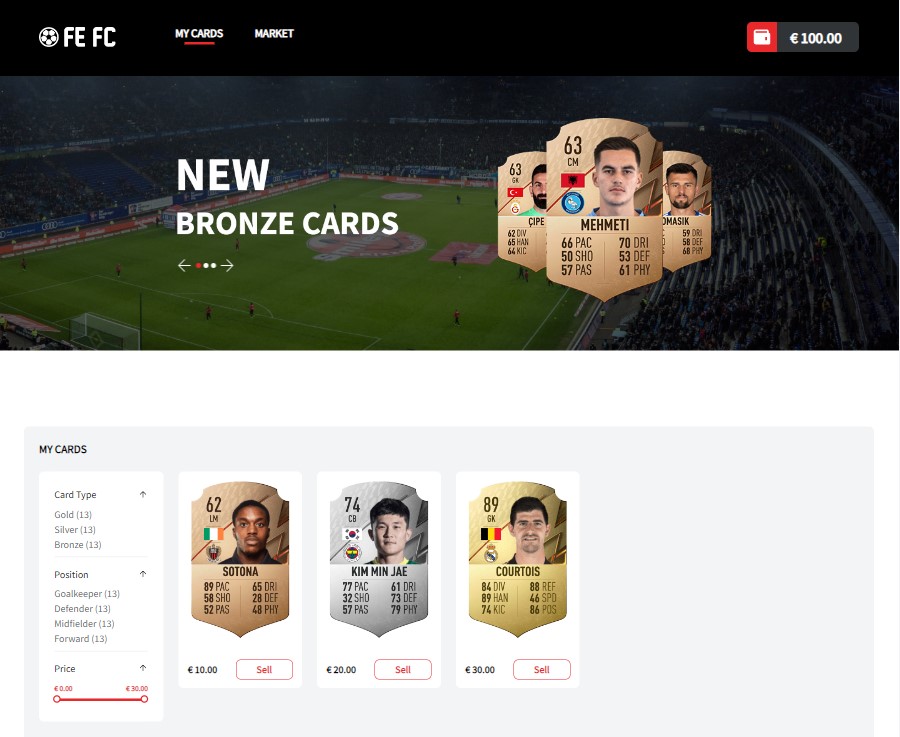 FE FC
MY CARDS
MARKET
€ 100.00
NEW
BRONZE CARDS
63
GK
ÇIPE
62 DIV
65 HAN
64 KIC
63
CM
MEHMETI
66 PAC 70 DRI
50 SHO 53 DEF
57 PAS 61 PHY
OMASIK
59 DRI
58 DEF
68 PHY
MY CARDS
Card Type
Gold (13)
Silver (13)
Bronze (13)
Position
Goalkeeper (13)
Defender (13)
Midfielder (13)
Forward (13)
Price
€ 0.00 € 30.00
62
LM
SOTONA
89 PAC 65 DRI
58 SHO 28 DEF
52 PAS 48 PHY
€ 10.00 Sell
74
CB
KIM MIN JAE
77 PAC 61 DRI
32 SHO 73 DEF
57 PAS 79 PHY
€ 20.00 Sell
89
GK
COURTOIS
84 DIV 88 REF
89 HAN 46 SPD
74 KIC 86 POS
€ 30.00 Sell